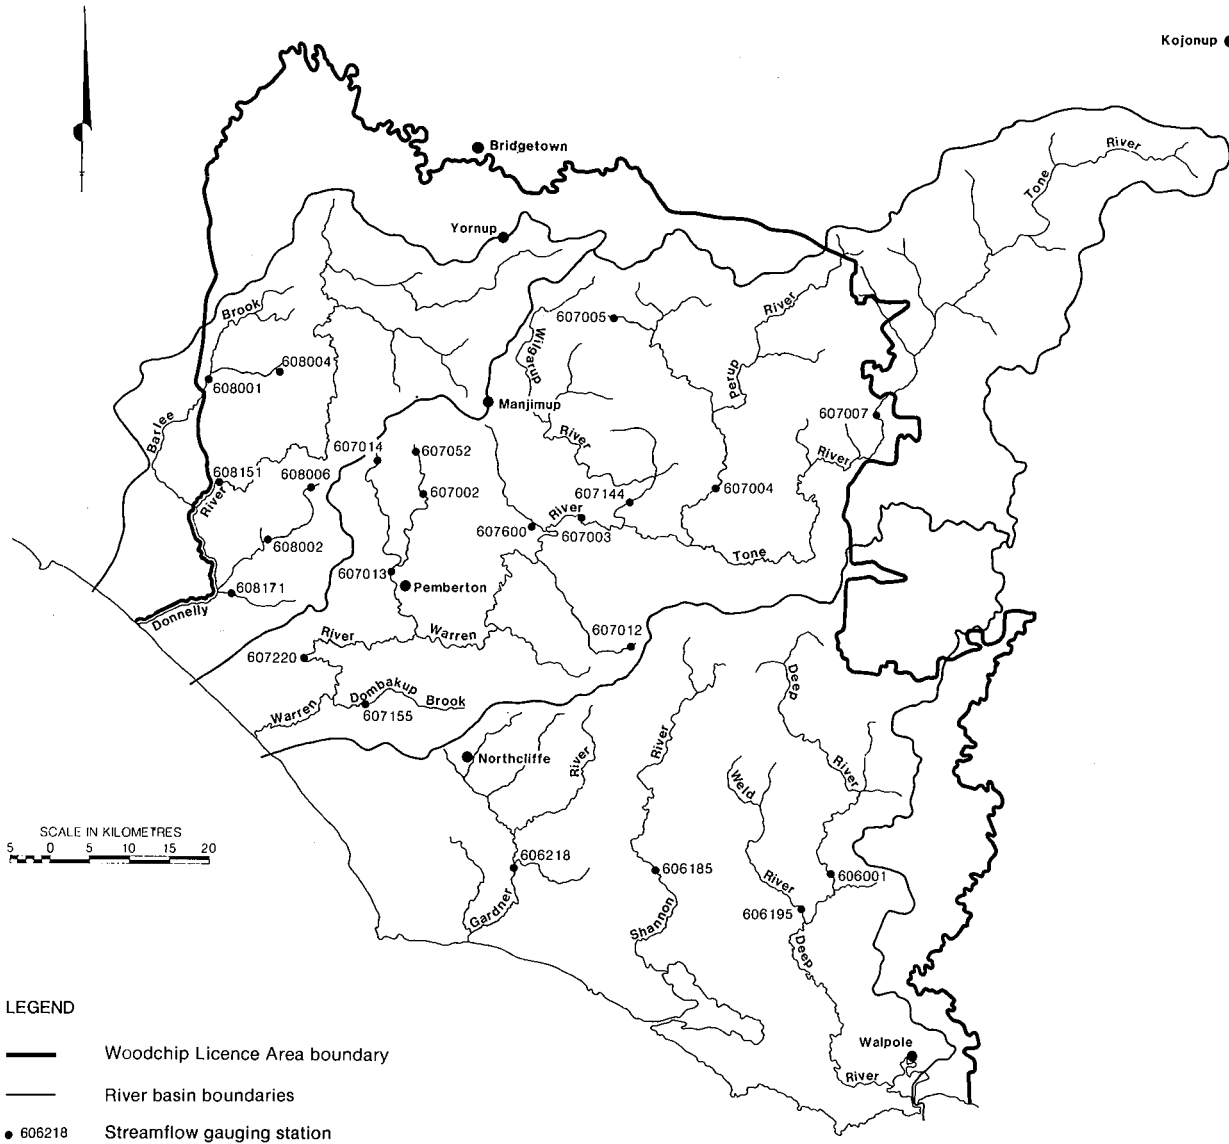 Kojonup
Bridgetown
River
Tone
Yornup
Brook
River
607005
Wilgarup
608004
608001
Perup
Manjimup
607007
Barlee
River
607014
607052
River
608151
608006
607002
607144
607004
River
River
607600
607003
608002
Tone
607013
Pemberton
608171
Donnelly
River
Warren
607012
607220
Deep
Dombakup
Brook
Warren
607155
River
Northcliffe
River
River
Weld
SCALE IN KILOMETRES
5 0 5 10 15 20
606218
606185
606001
River
606195
Gardner
Shannon
Deep
LEGEND
Woodchip Licence Area boundary
Walpole
River
River basin boundaries
606218 Streamflow gauging station